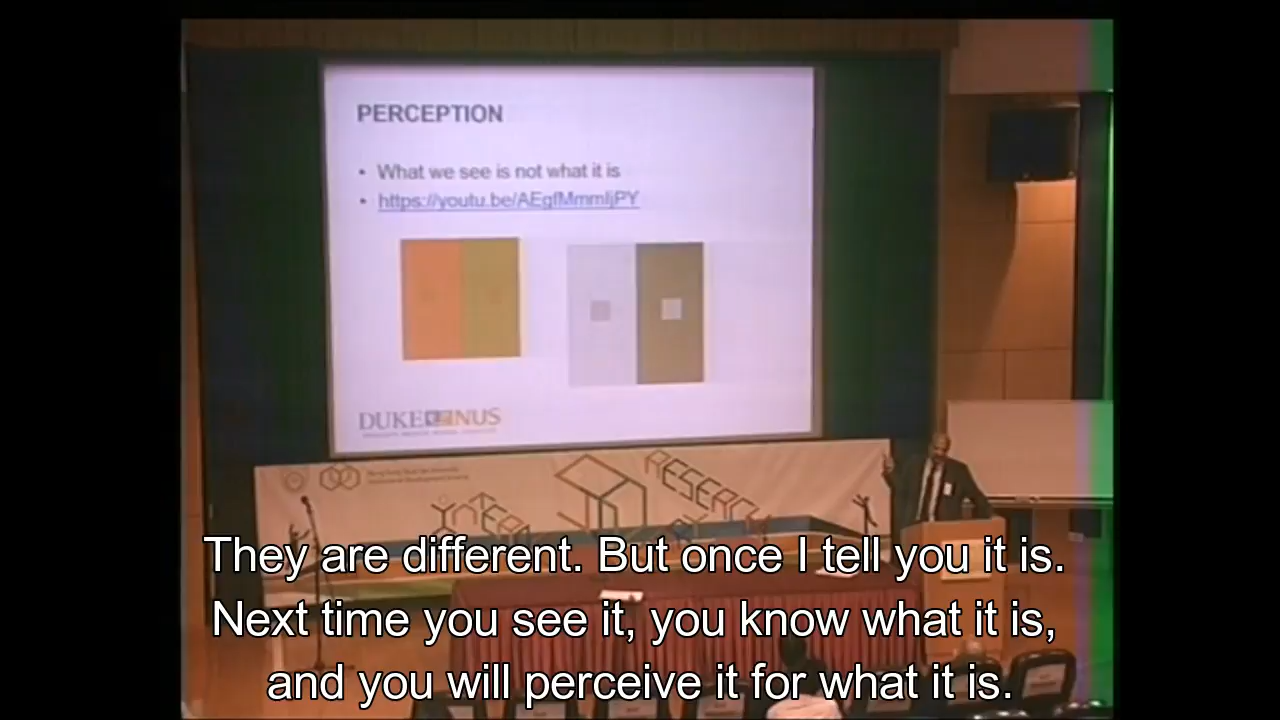 PERCEPTION
• What we see is not what it is
• https://youtu.be/AEgfMmmljPY
DUKE NUS
RESEARCH
INTERN
They are different. But once I tell you it is.
Next time you see it, you know what it is,
and you will perceive it for what it is.